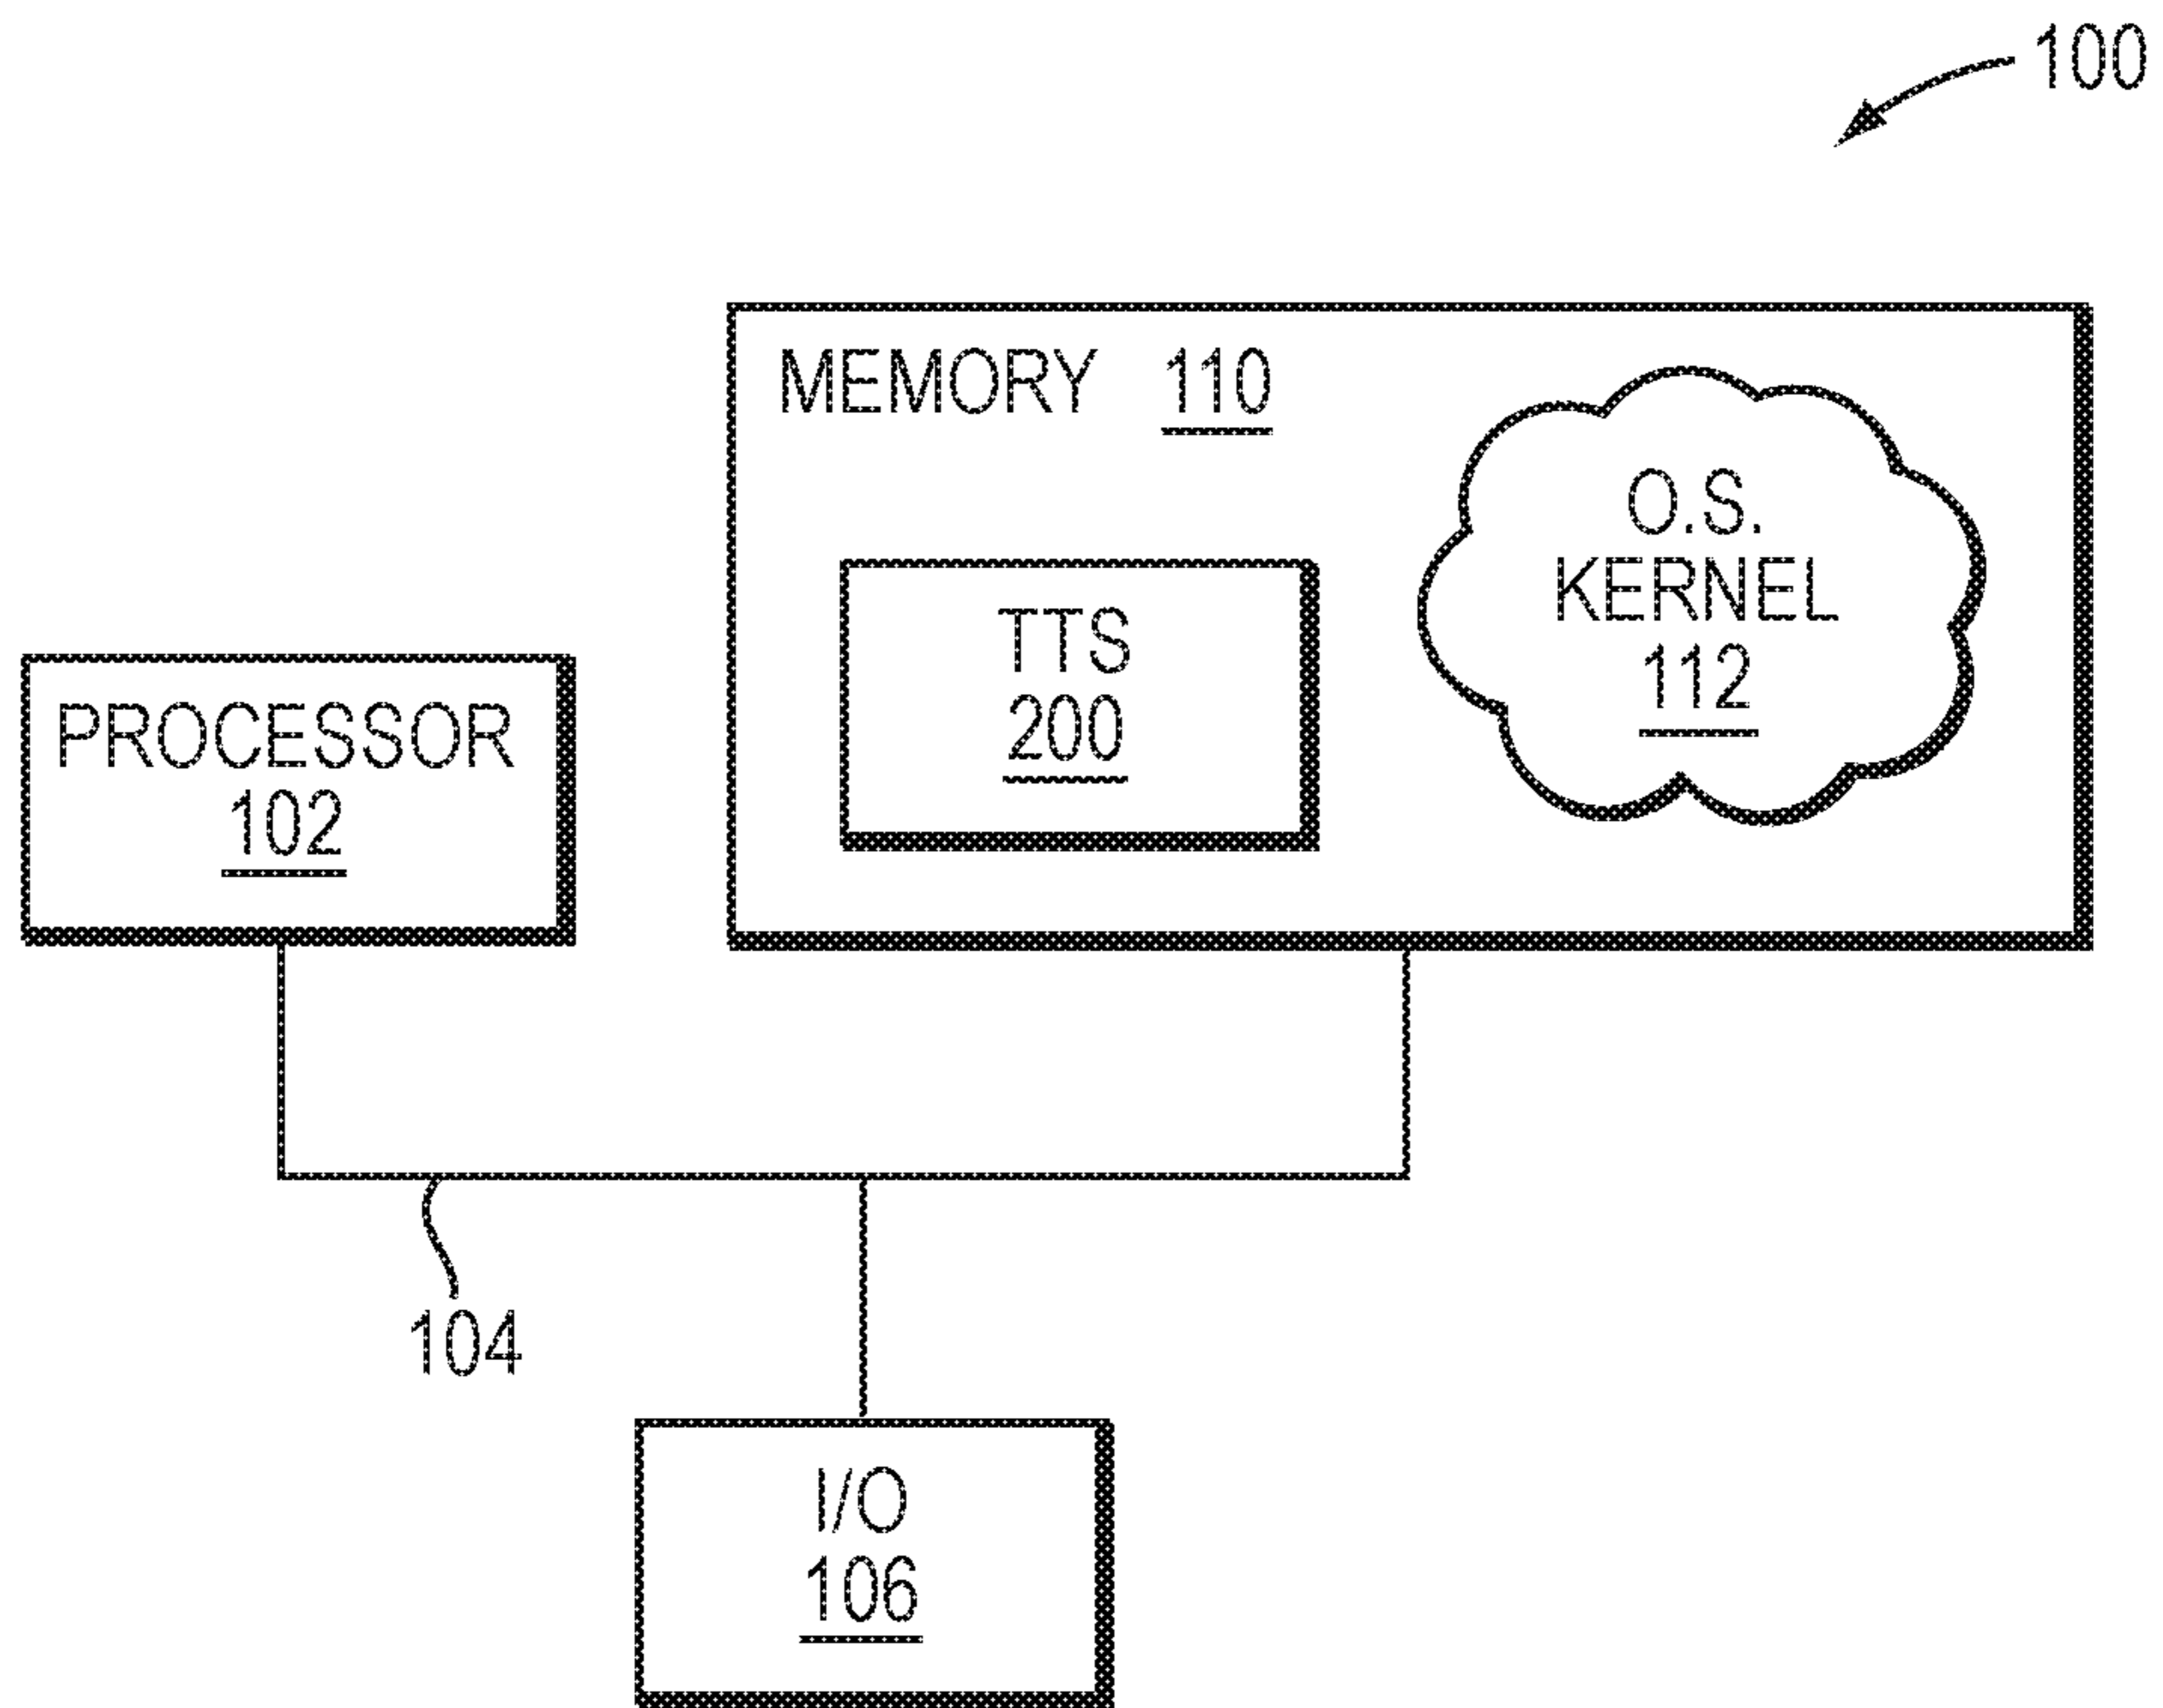 100
MEMORY 110
O.S.
KERNEL
112
TTS
200
PROCESSOR
102
104
I/O
106